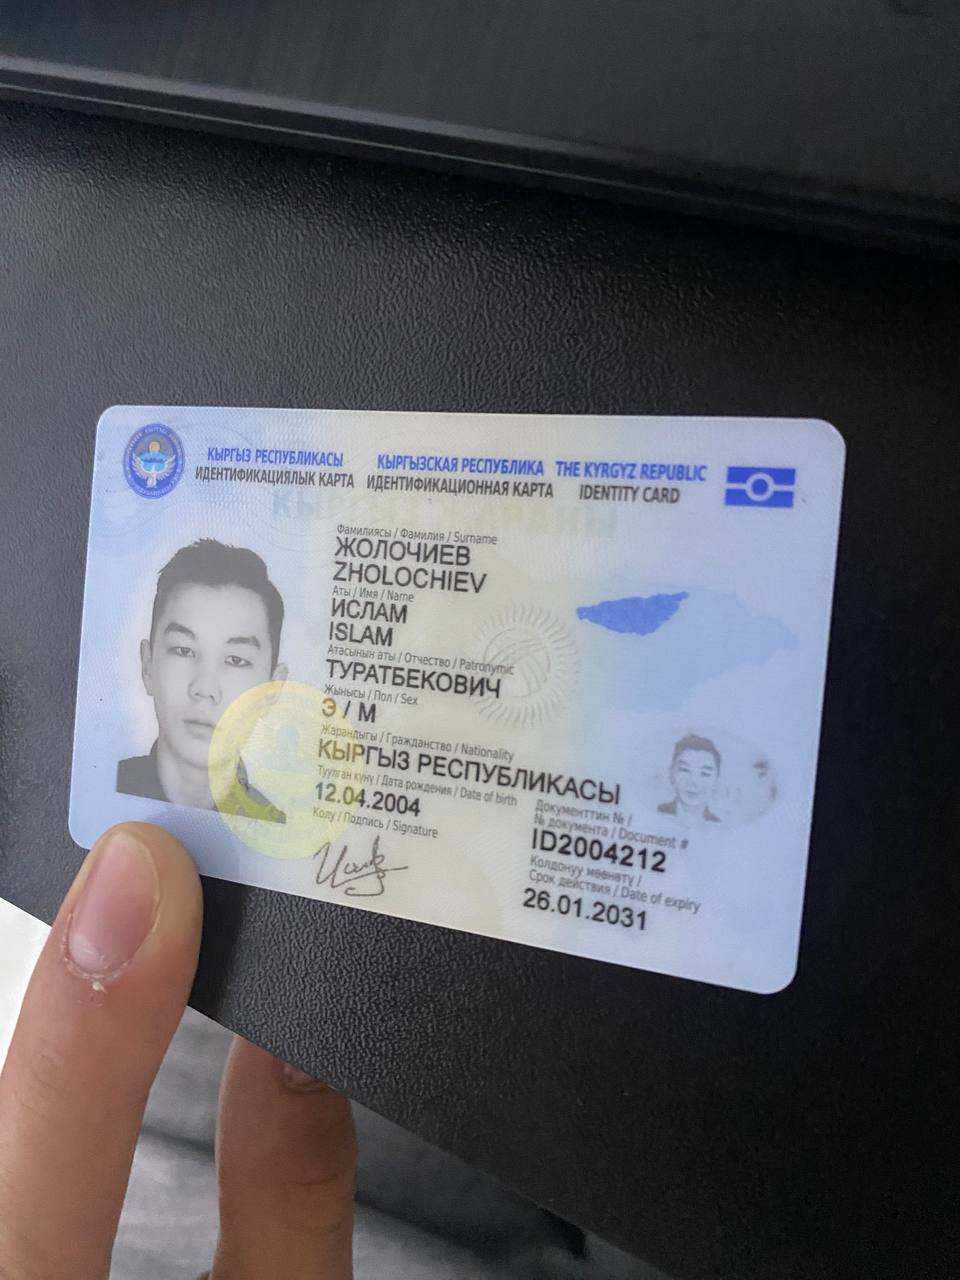 КЫРГЫЗ РЕСПУБЛИКАСЫ КЫРГЫЗСКАЯ РЕСПУБЛИКА THE KYRGYZ REPUBLIC
ИДЕНТИФИКАЦИЯЛЫК КАРТА ИДЕНТИФИКАЦИОННАЯ КАРТА IDENTITY CARD
Фамилиясы / Фамилия / Surname
ЖОЛОЧИЕВ
ZHOLOCHIEV
Аты / Имя / Name
ИСЛАМ
ISLAM
Атасынын аты / Отчество / Patronymic
ТУРАТБЕКОВИЧ
Жынысы / Пол / Sex
Э / М
Жарандыгы / Гражданство / Nationality
КЫРГЫЗ РЕСПУБЛИКАСЫ
Туулган күнү / Дата рождения / Date of birth
12.04.2004
Колу / Подпись / Signature
Документтин № /
№ документа / Document #
ID2004212
Колдонуу мөөнөтү /
Срок действия / Date of expiry
26.01.2031